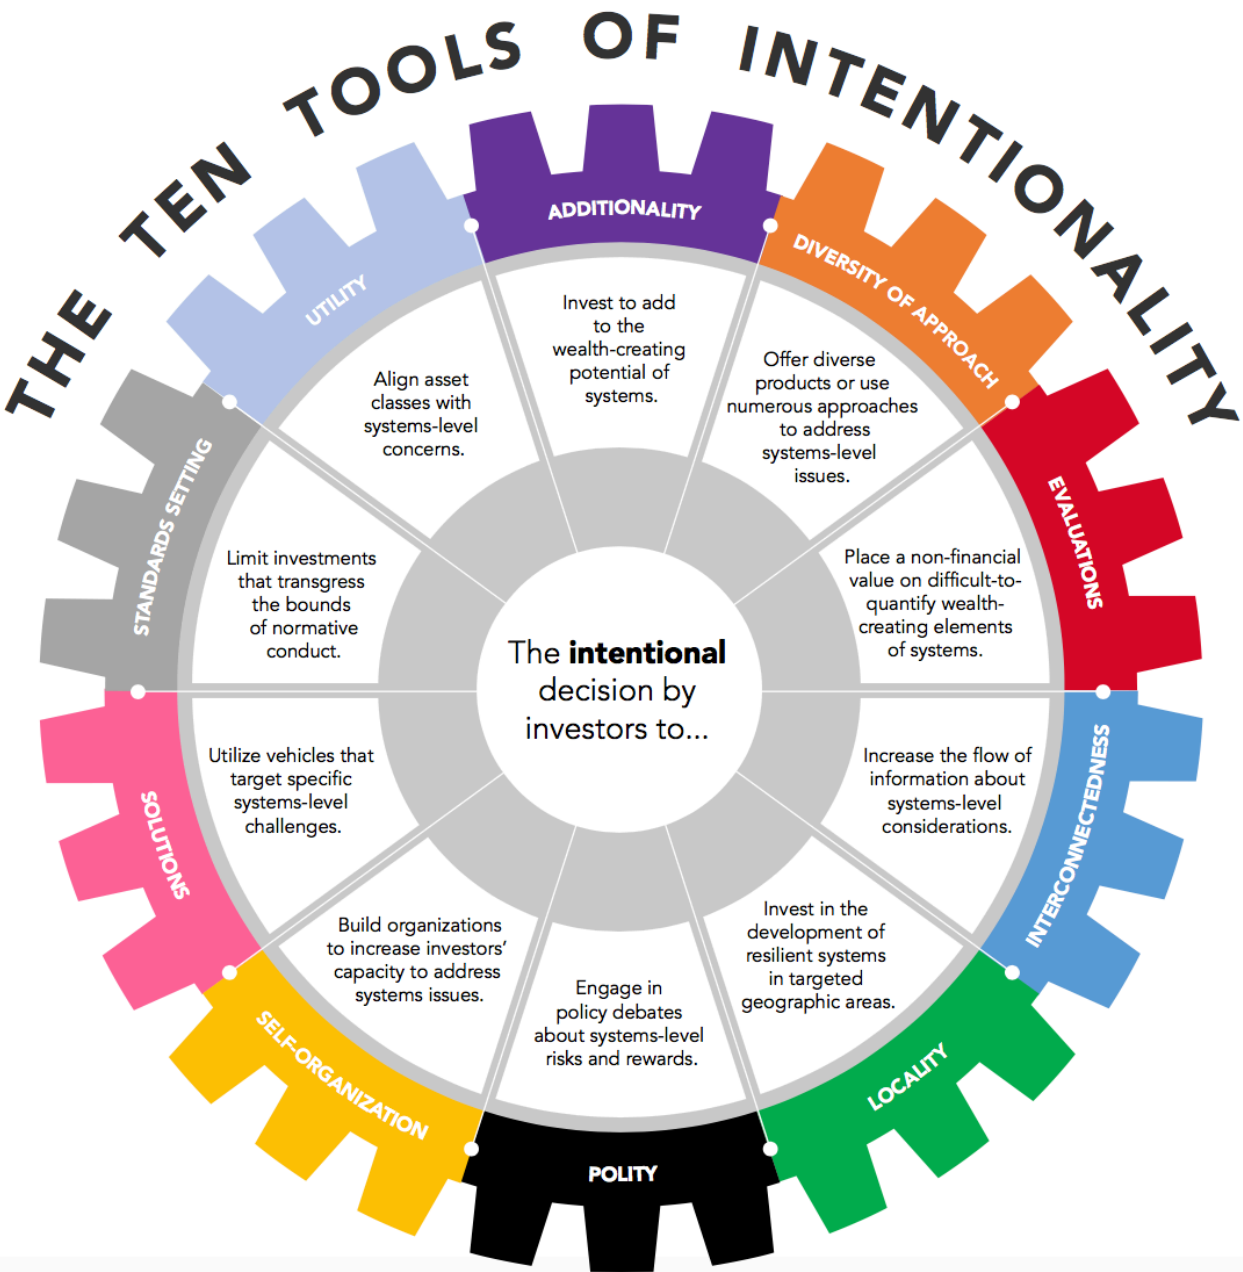 THE TEN TOOLS OF INTENTIONALITY
ADDITIONALITY
Invest to add
to the
wealth-creating
potential of
systems.
DIVERSITY OF APPROACH
Offer diverse
products or use
numerous approaches
to address
systems-level
issues.
EVALUATIONS
Place a non-financial
value on difficult-to-
quantify wealth-
creating elements
of systems.
INTERCONNECTEDNESS
Increase the flow of
information about
systems-level
considerations.
LOCALITY
Invest in the
development of
resilient systems
in targeted
geographic areas.
POLITY
Engage in
policy debates
about systems-level
risks and rewards.
SELF-ORGANIZATION
Build organizations
to increase investors’
capacity to address
systems issues.
SOLUTIONS
Utilize vehicles that
target specific
systems-level
challenges.
STANDARDS SETTING
Limit investments
that transgress
the bounds
of normative
conduct.
UTILITY
Align asset
classes with
systems-level
concerns.
The intentional
decision by
investors to...